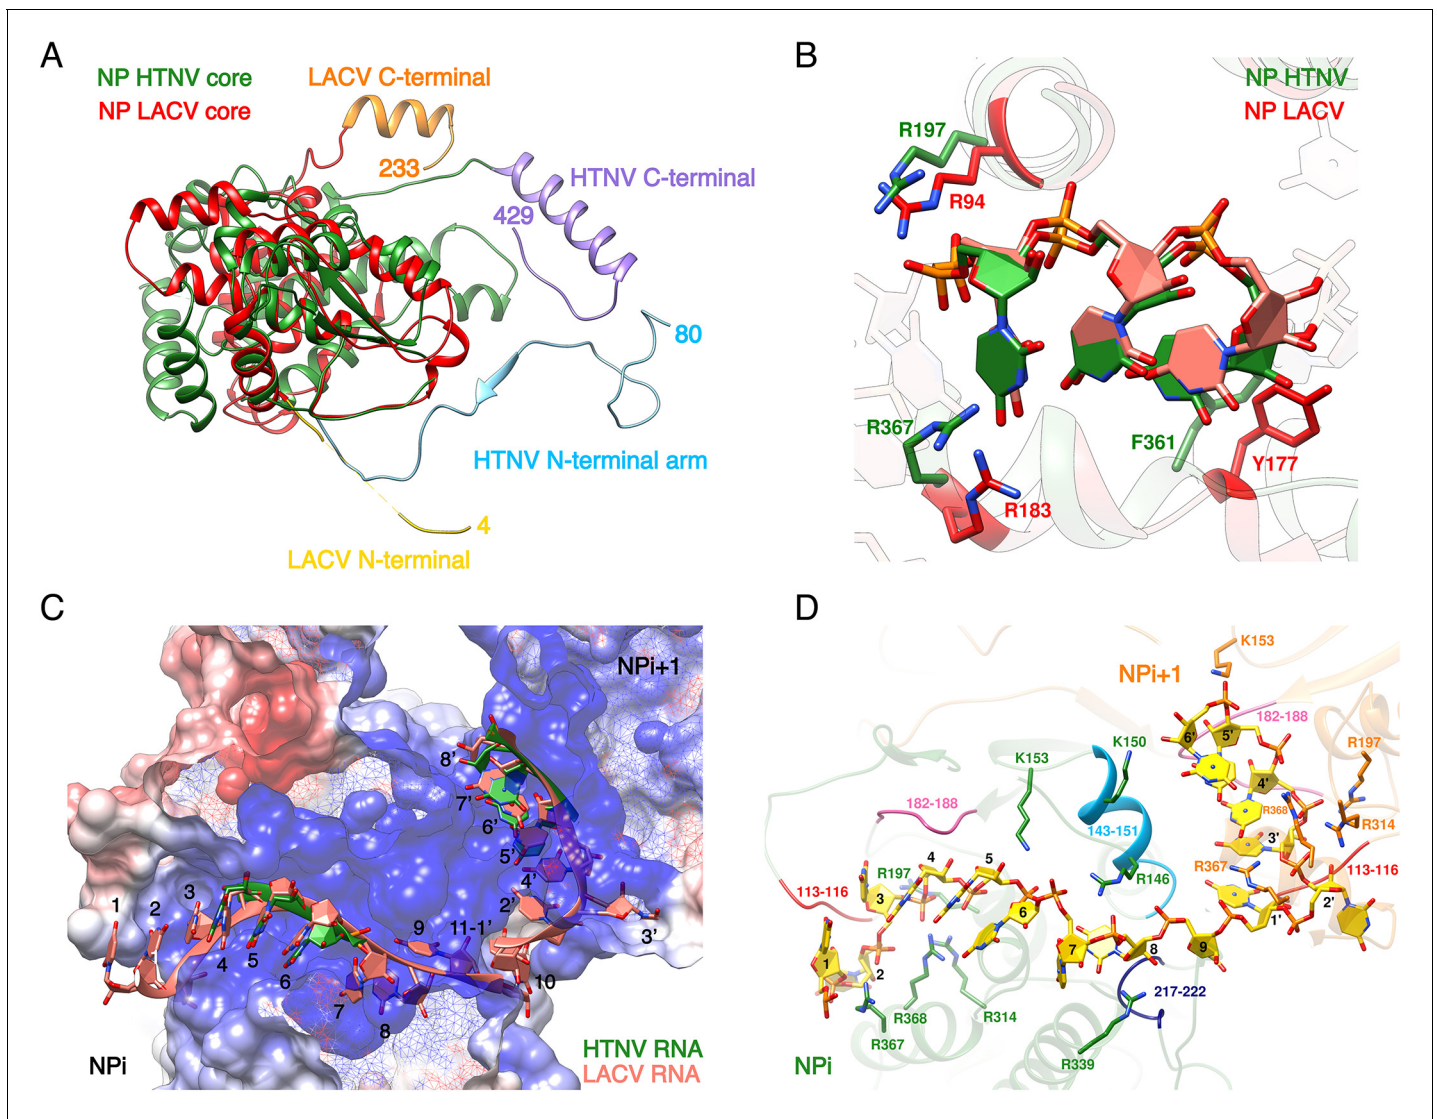 A
NP HTNV core
NP LACV core
LACV C-terminal
233
HTNV C-terminal
429
80
HTNV N-terminal arm
4
LACV N-terminal
B
NP HTNV
NP LACV
R197
R94
R367
R183
F361
Y177
C
NPi+1
8’
7’
6’
5’
4’
2’
3’
1
2
3
4
5
6
7
8
9
11-1’
10
NPi
HTNV RNA
LACV RNA
D
NPi+1
K153
182-188
R197
R314
R368
R367
113-116
6’
5’
4’
3’
2’
1’
K153
K150
143-151
R146
182-188
113-116
R197
1
2
3
4
5
6
7
8
9
R368
R314
R367
217-222
R339
NPi